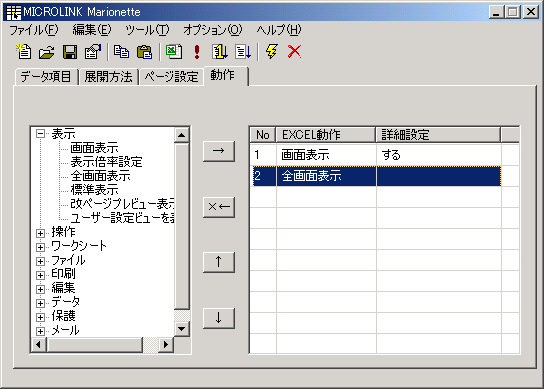 MICROLINK Marionette
ファイル(F) 編集(E) ツール(T) オプション(O) ヘルプ(H)
データ項目 展開方法 ページ設定 動作
表示
画面表示
表示倍率設定
全画面表示
標準表示
改ページプレビュー表示
ユーザー設定ビューを表
操作
ワークシート
ファイル
印刷
編集
データ
保護
メール
→
×←
↑
↓
No EXCEL動作 詳細設定
1 画面表示 する
2 全画面表示